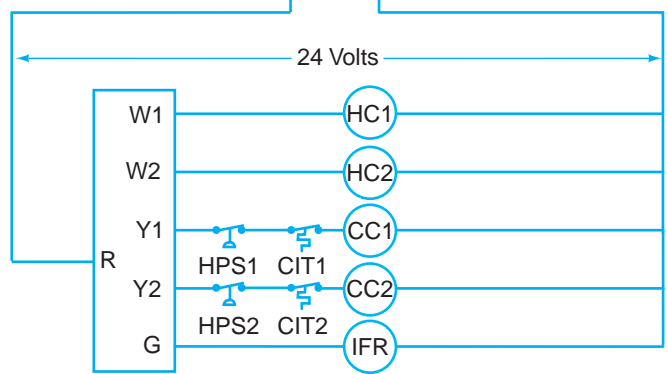 24 Volts
W1 HC1
W2 HC2
Y1 CC1
R HPS1 CIT1
Y2 CC2
HPS2 CIT2
G IFR